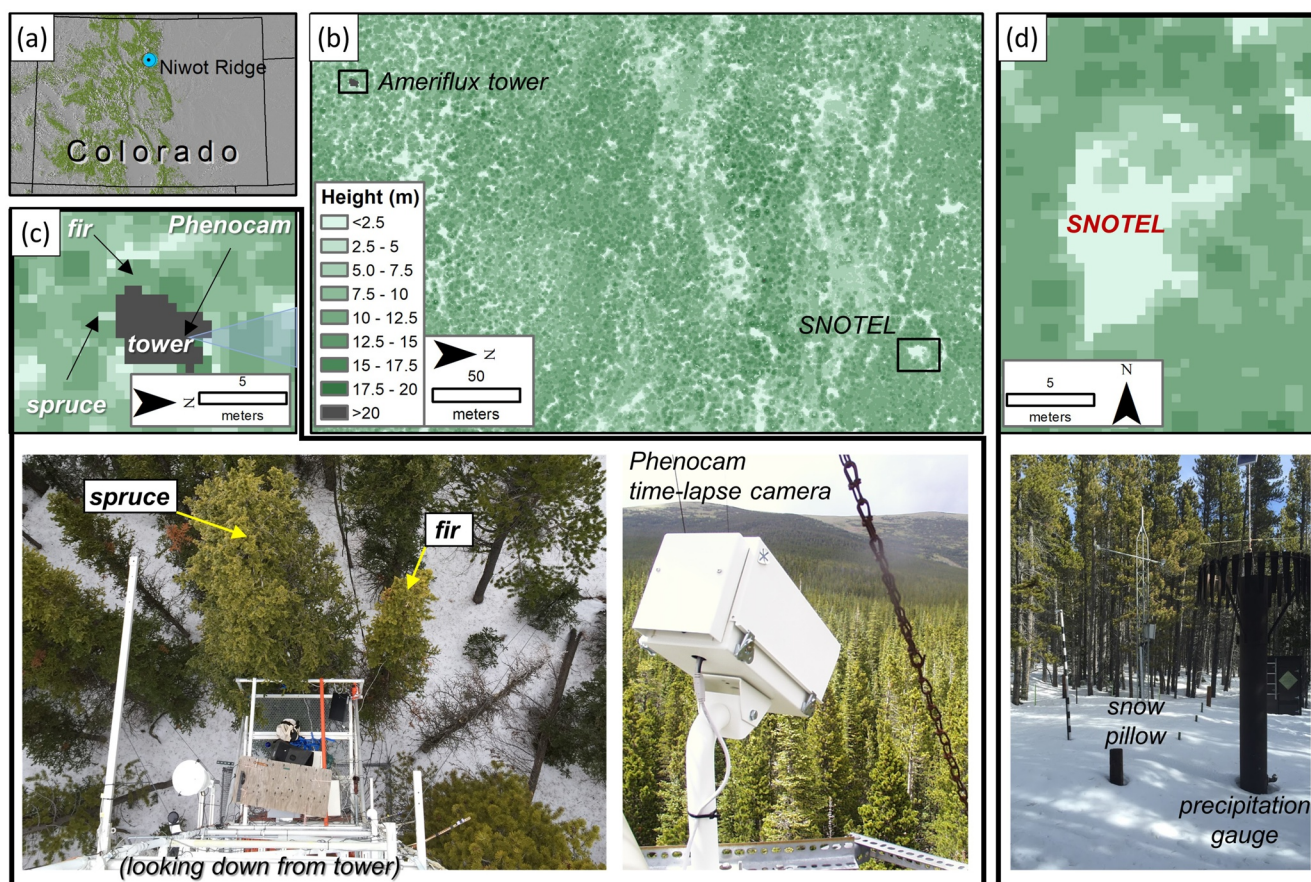 (a)
Niwot Ridge
Colorado
(b)
Ameriflux tower
Height (m)
<2.5
2.5 - 5
5.0 - 7.5
7.5 - 10
10 - 12.5
12.5 - 15
15 - 17.5
17.5 - 20
>20
N
50
meters
SNOTEL
(c)
fir
Phenocam
tower
spruce
N
5
meters
(d)
SNOTEL
5
meters
N
spruce
fir
(looking down from tower)
Phenocam
time-lapse camera
snow
pillow
precipitation
gauge